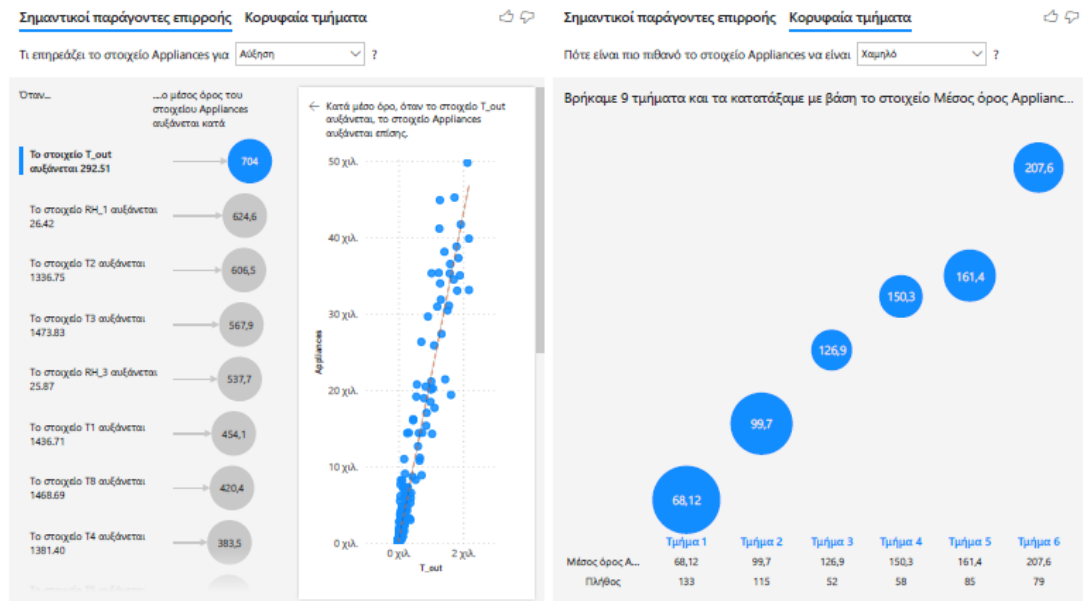 Σημαντικοί παράγοντες επιρροής Κορυφαία τμήματα
Τι επηρεάζει το στοιχείο Appliances για Αύξηση ?
Όταν...
....ο μέσος όρος του
στοιχείου Appliances
αυξάνεται κατά
Το στοιχείο T_out
αυξάνεται 292.51
704
Το στοιχείο RH_1 αυξάνεται
26.42
624,6
Το στοιχείο T2 αυξάνεται
1336.75
606,5
Το στοιχείο T3 αυξάνεται
1473.83
567,9
Το στοιχείο RH_3 αυξάνεται
25.87
537,7
Το στοιχείο T1 αυξάνεται
1436.71
454,1
Το στοιχείο T8 αυξάνεται
1468.69
420,4
Το στοιχείο T4 αυξάνεται
1381.40
383,5
Κατά μέσο όρο, όταν το στοιχείο T_out
αυξάνεται, το στοιχείο Appliances
αυξάνεται επίσης.
50 χιλ.
40 χιλ.
30 χιλ.
20 χιλ.
10 χιλ.
0 χιλ.
Appliances
0 χιλ. 2 χιλ.
T_out
Σημαντικοί παράγοντες επιρροής Κορυφαία τμήματα
Πότε είναι πιο πιθανό το στοιχείο Appliances να είναι Χαμηλό ?
Βρήκαμε 9 τμήματα και τα κατατάξαμε με βάση το στοιχείο Μέσος όρος Applianc...
207,6
161,4
150,3
126,9
99,7
68,12
Τμήμα 1 Τμήμα 2 Τμήμα 3 Τμήμα 4 Τμήμα 5 Τμήμα 6
Μέσος όρος A... 68,12 99,7 126,9 150,3 161,4 207,6
Πλήθος 133 115 52 58 85 79